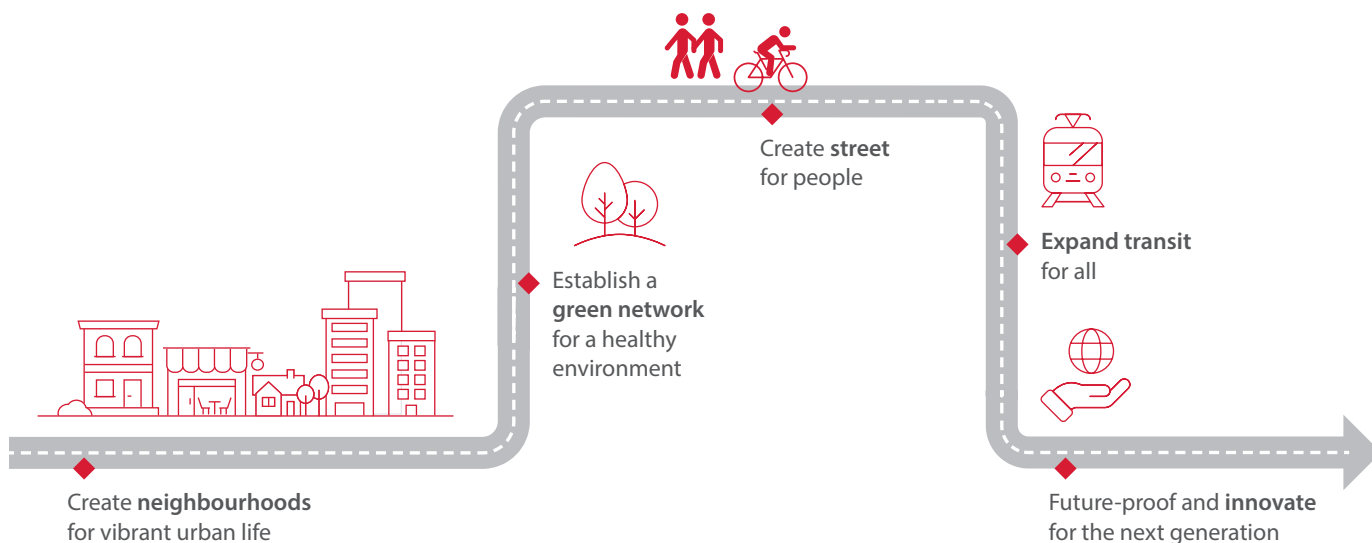 Create neighbourhoods
for vibrant urban life
Establish a
green network
for a healthy
environment
Create street
for people
Expand transit
for all
Future-proof and innovate
for the next generation